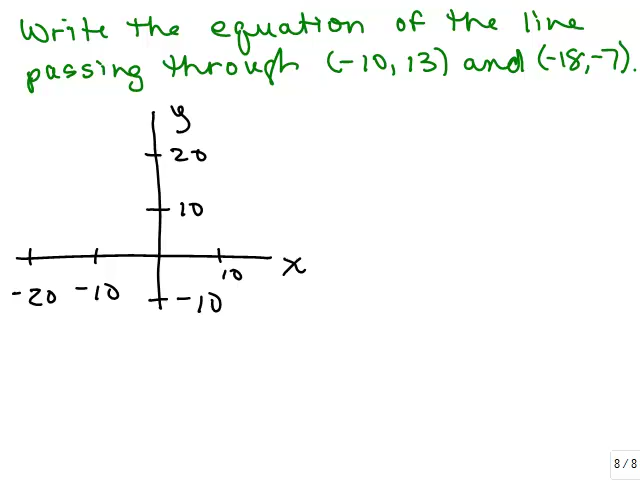 Write the equation of the line
passing through (-10, 13) and (-18, -7).
y
20
10
x
10
-20 -10
-10
8 / 8